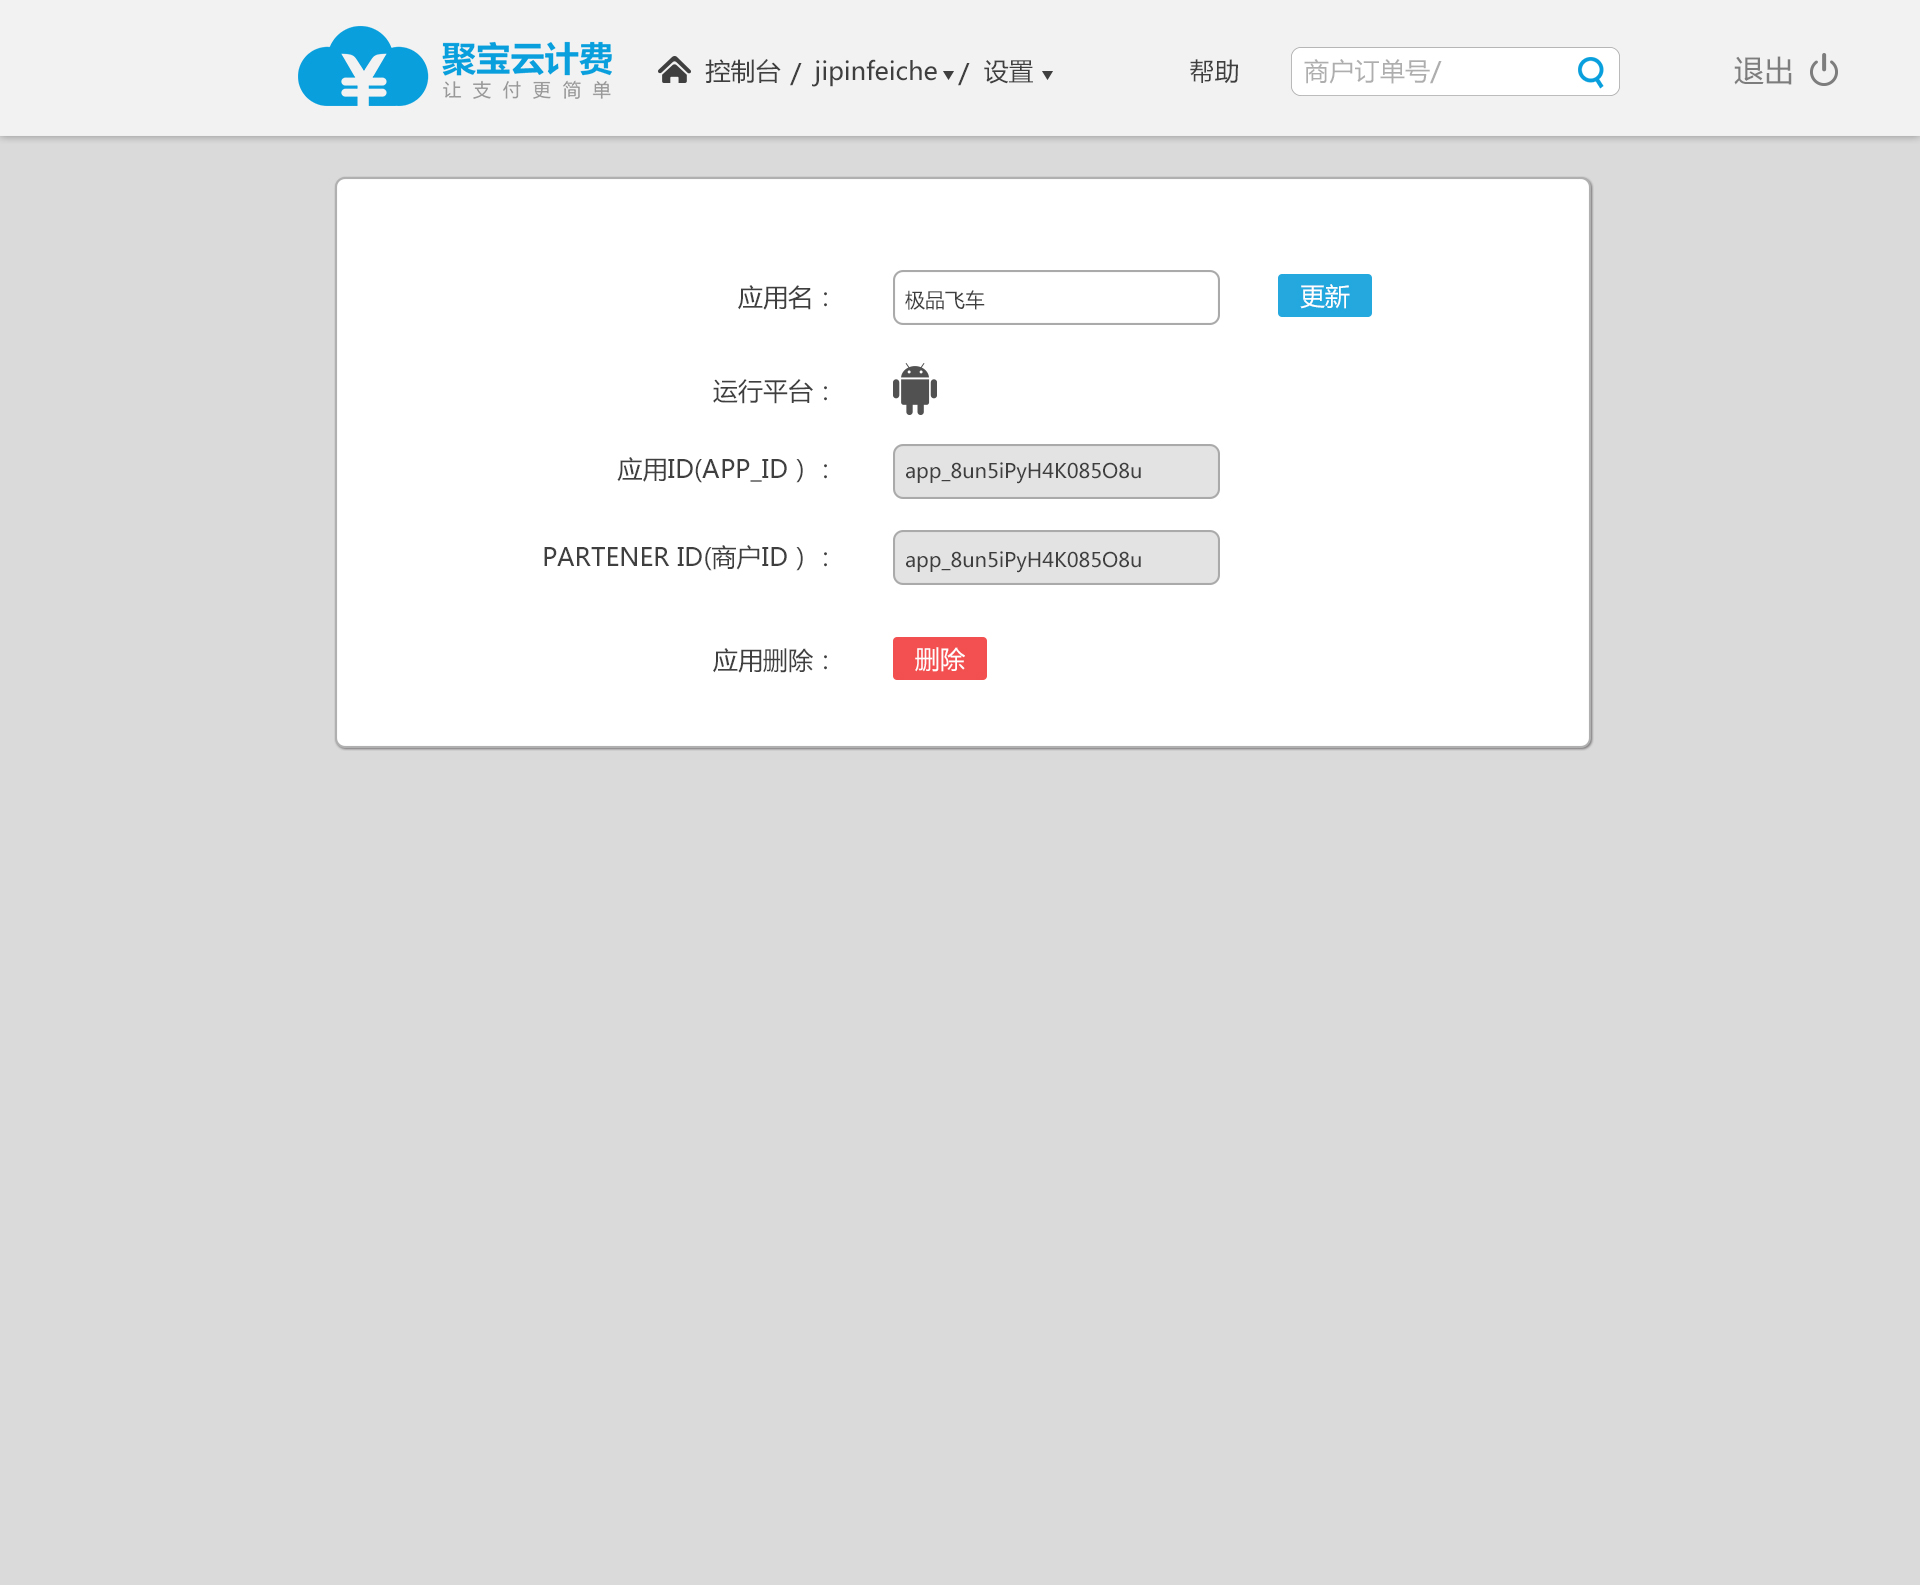 聚宝云计费
让支付更简单
控制台 / jipinfeiche / 设置
帮助
商户订单号/
退出
应用名：
极品飞车
更新
运行平台：
应用ID(APP_ID ) ：
app_8un5iPyH4K085O8u
PARTENER ID(商户ID ) ：
app_8un5iPyH4K085O8u
应用删除：
删除